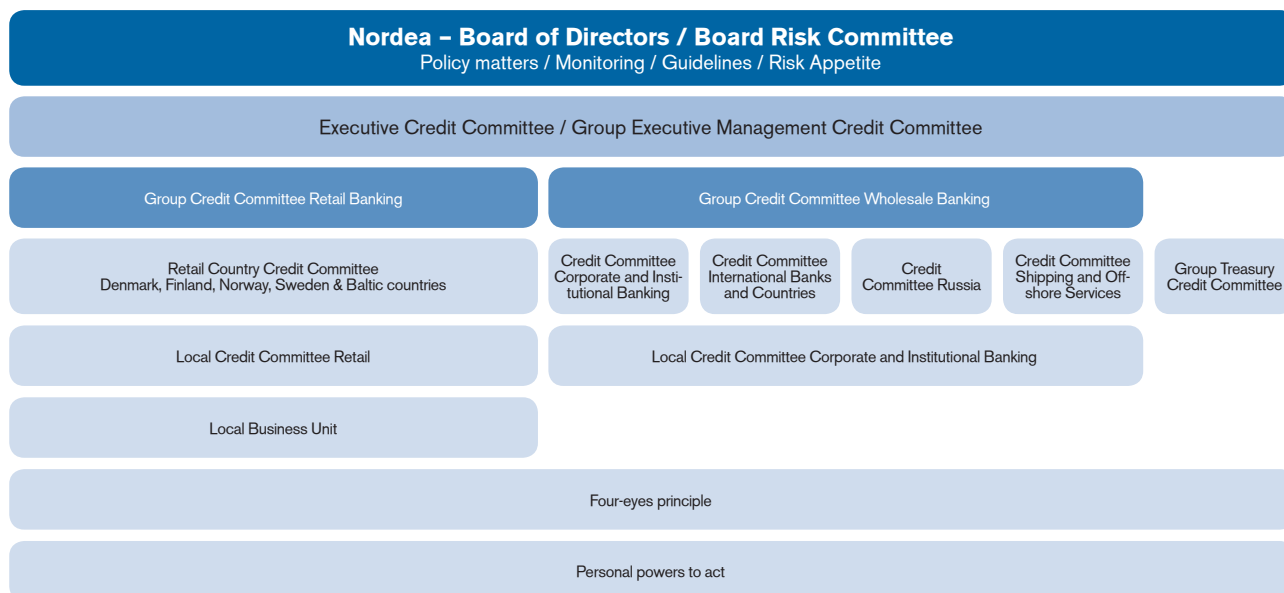 Nordea – Board of Directors / Board Risk Committee
Policy matters / Monitoring / Guidelines / Risk Appetite
Executive Credit Committee / Group Executive Management Credit Committee
Group Credit Committee Retail Banking
Group Credit Committee Wholesale Banking
Retail Country Credit Committee
Denmark, Finland, Norway, Sweden & Baltic countries
Credit Committee
Corporate and Insti-
tutional Banking
Credit Committee
International Banks
and Countries
Credit
Committee Russia
Credit Committee
Shipping and Off-
shore Services
Group Treasury
Credit Committee
Local Credit Committee Retail
Local Credit Committee Corporate and Institutional Banking
Local Business Unit
Four-eyes principle
Personal powers to act